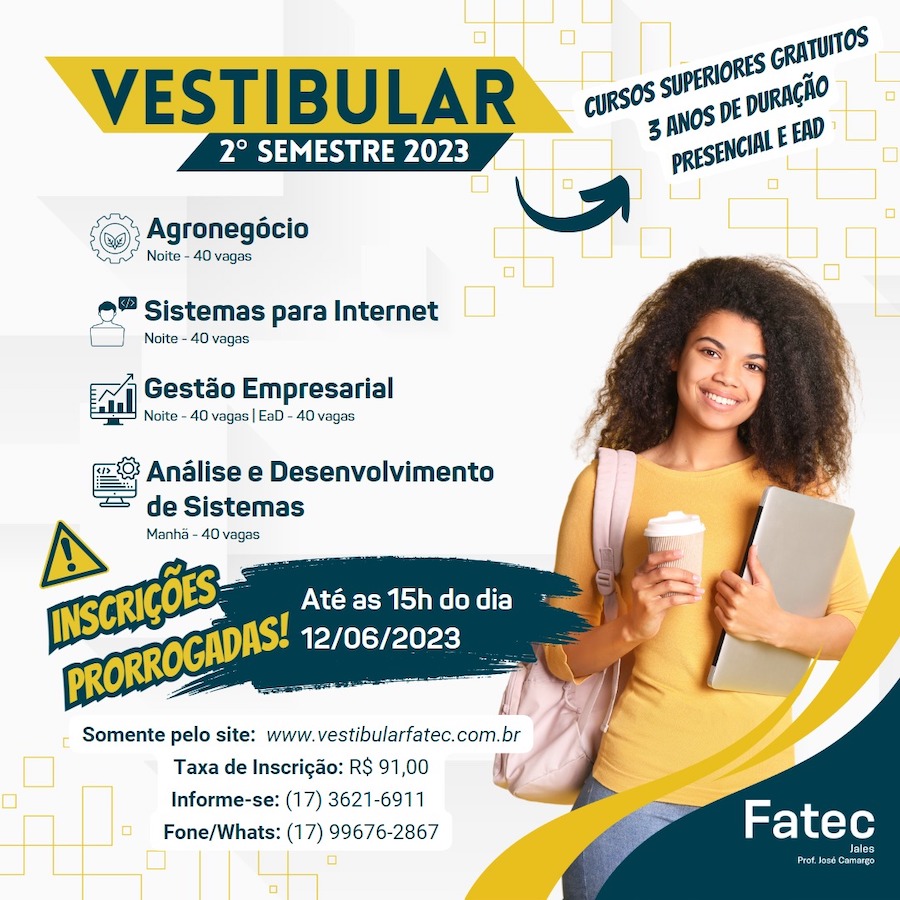 VESTIBULAR
2º SEMESTRE 2023
CURSOS SUPERIORES GRATUITOS
3 ANOS DE DURAÇÃO
PRESENCIAL E EAD
Agronegócio
Noite - 40 vagas
Sistemas para Internet
Noite - 40 vagas
Gestão Empresarial
Noite - 40 vagas | EaD - 40 vagas
Análise e Desenvolvimento
de Sistemas
Manhã - 40 vagas
INSCRIÇÕES
PRORROGADAS!
Até as 15h do dia
12/06/2023
Somente pelo site: www.vestibularfatec.com.br
Taxa de Inscrição: R$ 91,00
Informe-se: (17) 3621-6911
Fone/Whats: (17) 99676-2867
Fatec
Jales
Prof. José Camargo